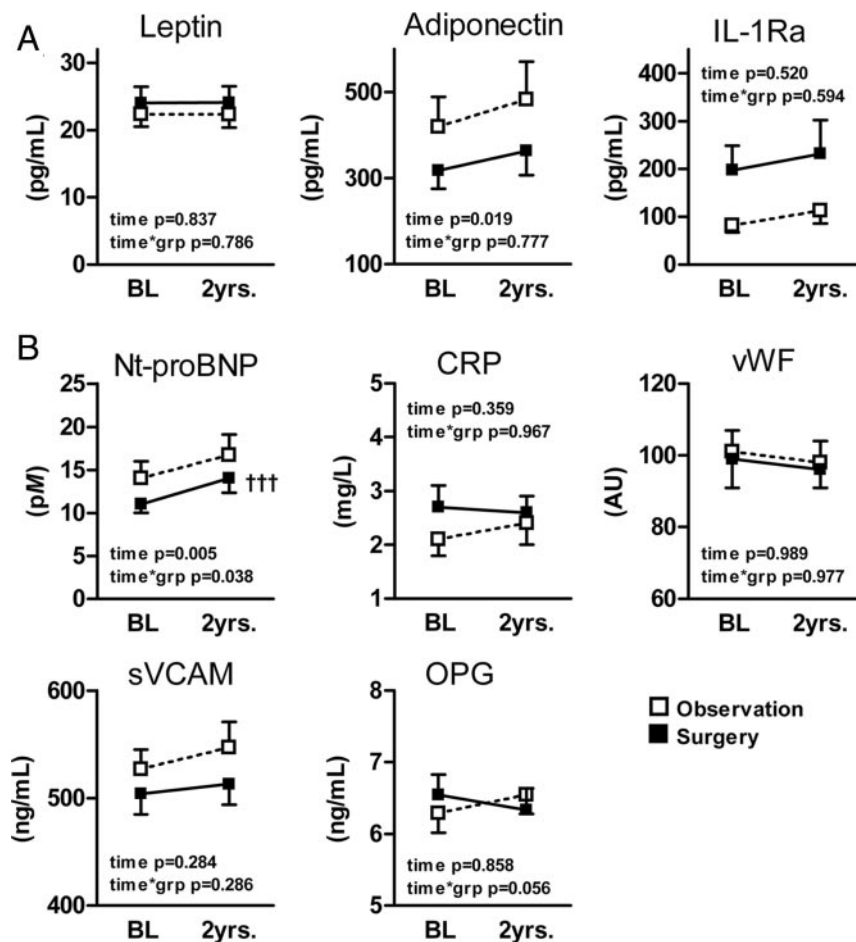 A
Leptin
30
20
10
0
(pg/mL)
time p=0.837
time*grp p=0.786
BL 2yrs.
Adiponectin
500
300
100
(pg/mL)
time p=0.019
time*grp p=0.777
BL 2yrs.
IL-1Ra
400
300
200
100
0
(pg/mL)
time p=0.520
time*grp p=0.594
BL 2yrs.
B
Nt-proBNP
25
20
15
10
5
0
(pM)
†††
time p=0.005
time*grp p=0.038
BL 2yrs.
CRP
5
4
3
2
1
(mg/L)
time p=0.359
time*grp p=0.967
BL 2yrs.
vWF
120
100
80
60
(AU)
time p=0.989
time*grp p=0.977
BL 2yrs.
sVCAM
600
500
400
(ng/mL)
time p=0.284
time*grp p=0.286
BL 2yrs.
OPG
8
7
6
5
(ng/mL)
time p=0.858
time*grp p=0.056
BL 2yrs.
Observation
Surgery